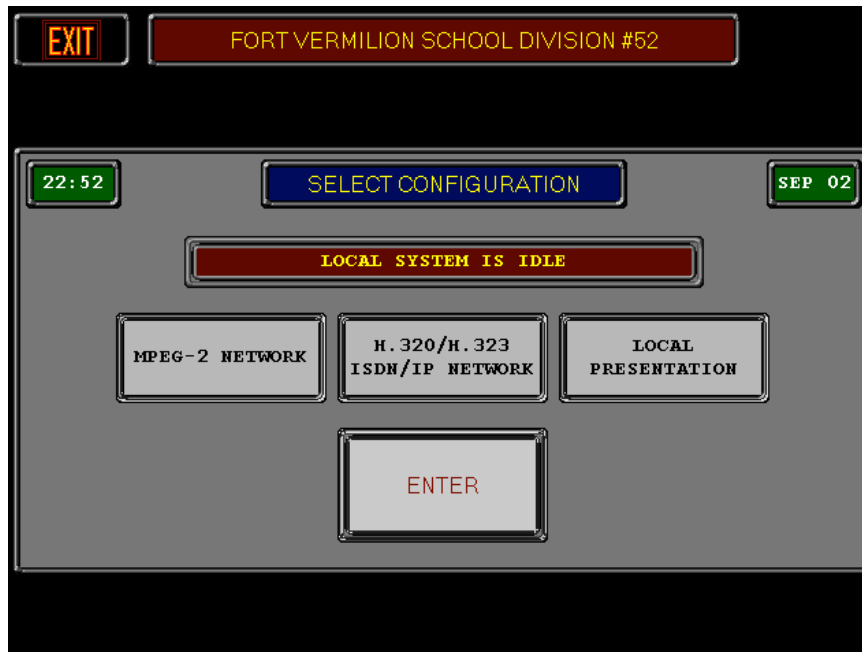 EXIT
FORT VERMILION SCHOOL DIVISION #52
22:52
SELECT CONFIGURATION
SEP 02
LOCAL SYSTEM IS IDLE
MPEG-2 NETWORK
H.320/H.323
ISDN/IP NETWORK
LOCAL
PRESENTATION
ENTER